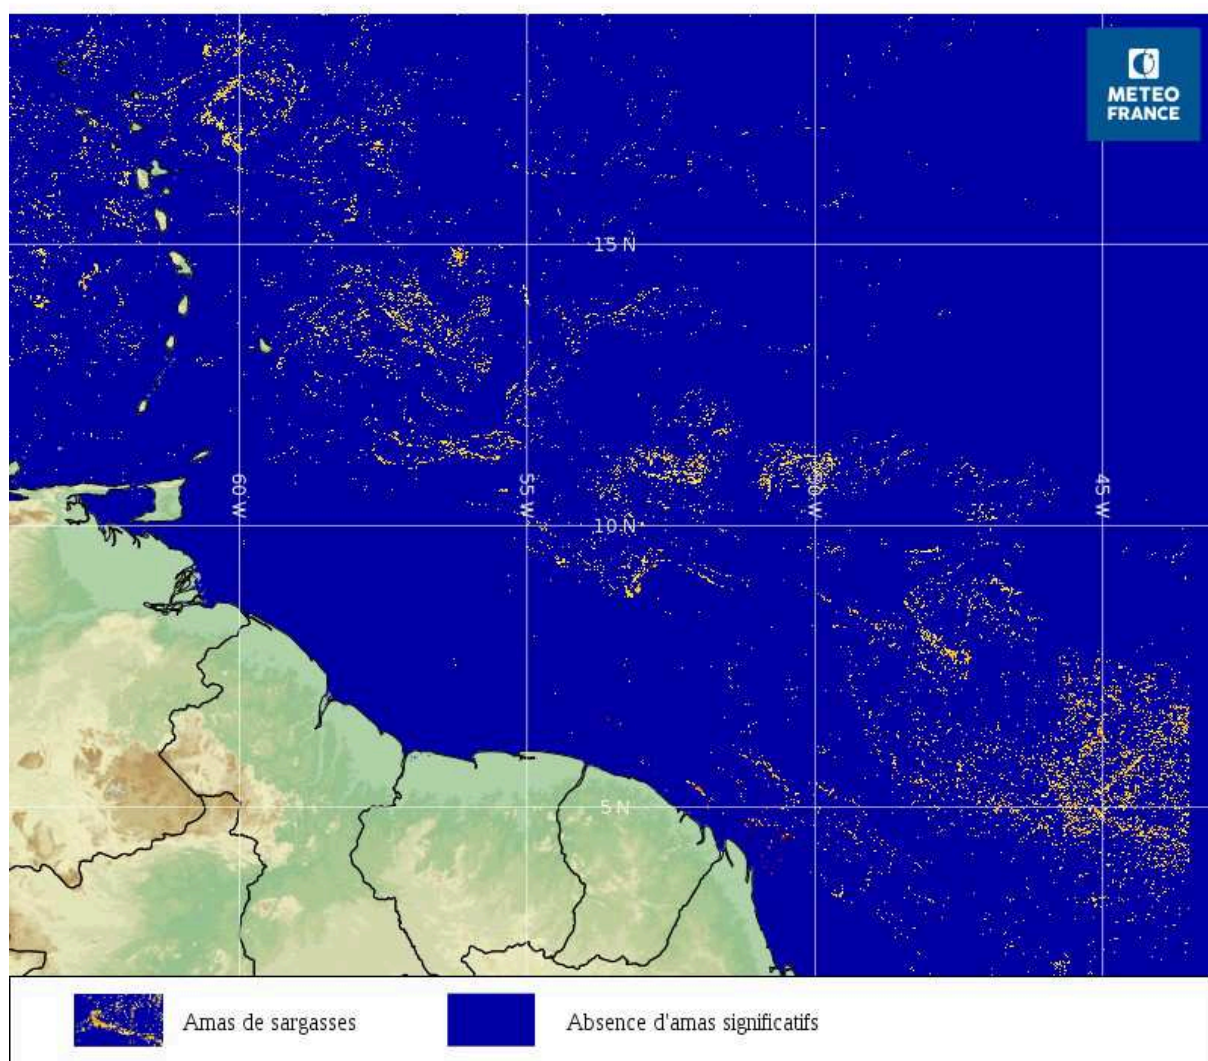 METEO
FRANCE
15 N
60 W
55 W
50 W
45 W
10 N
5 N
Amas de sargasses
Absence d'amas significatifs